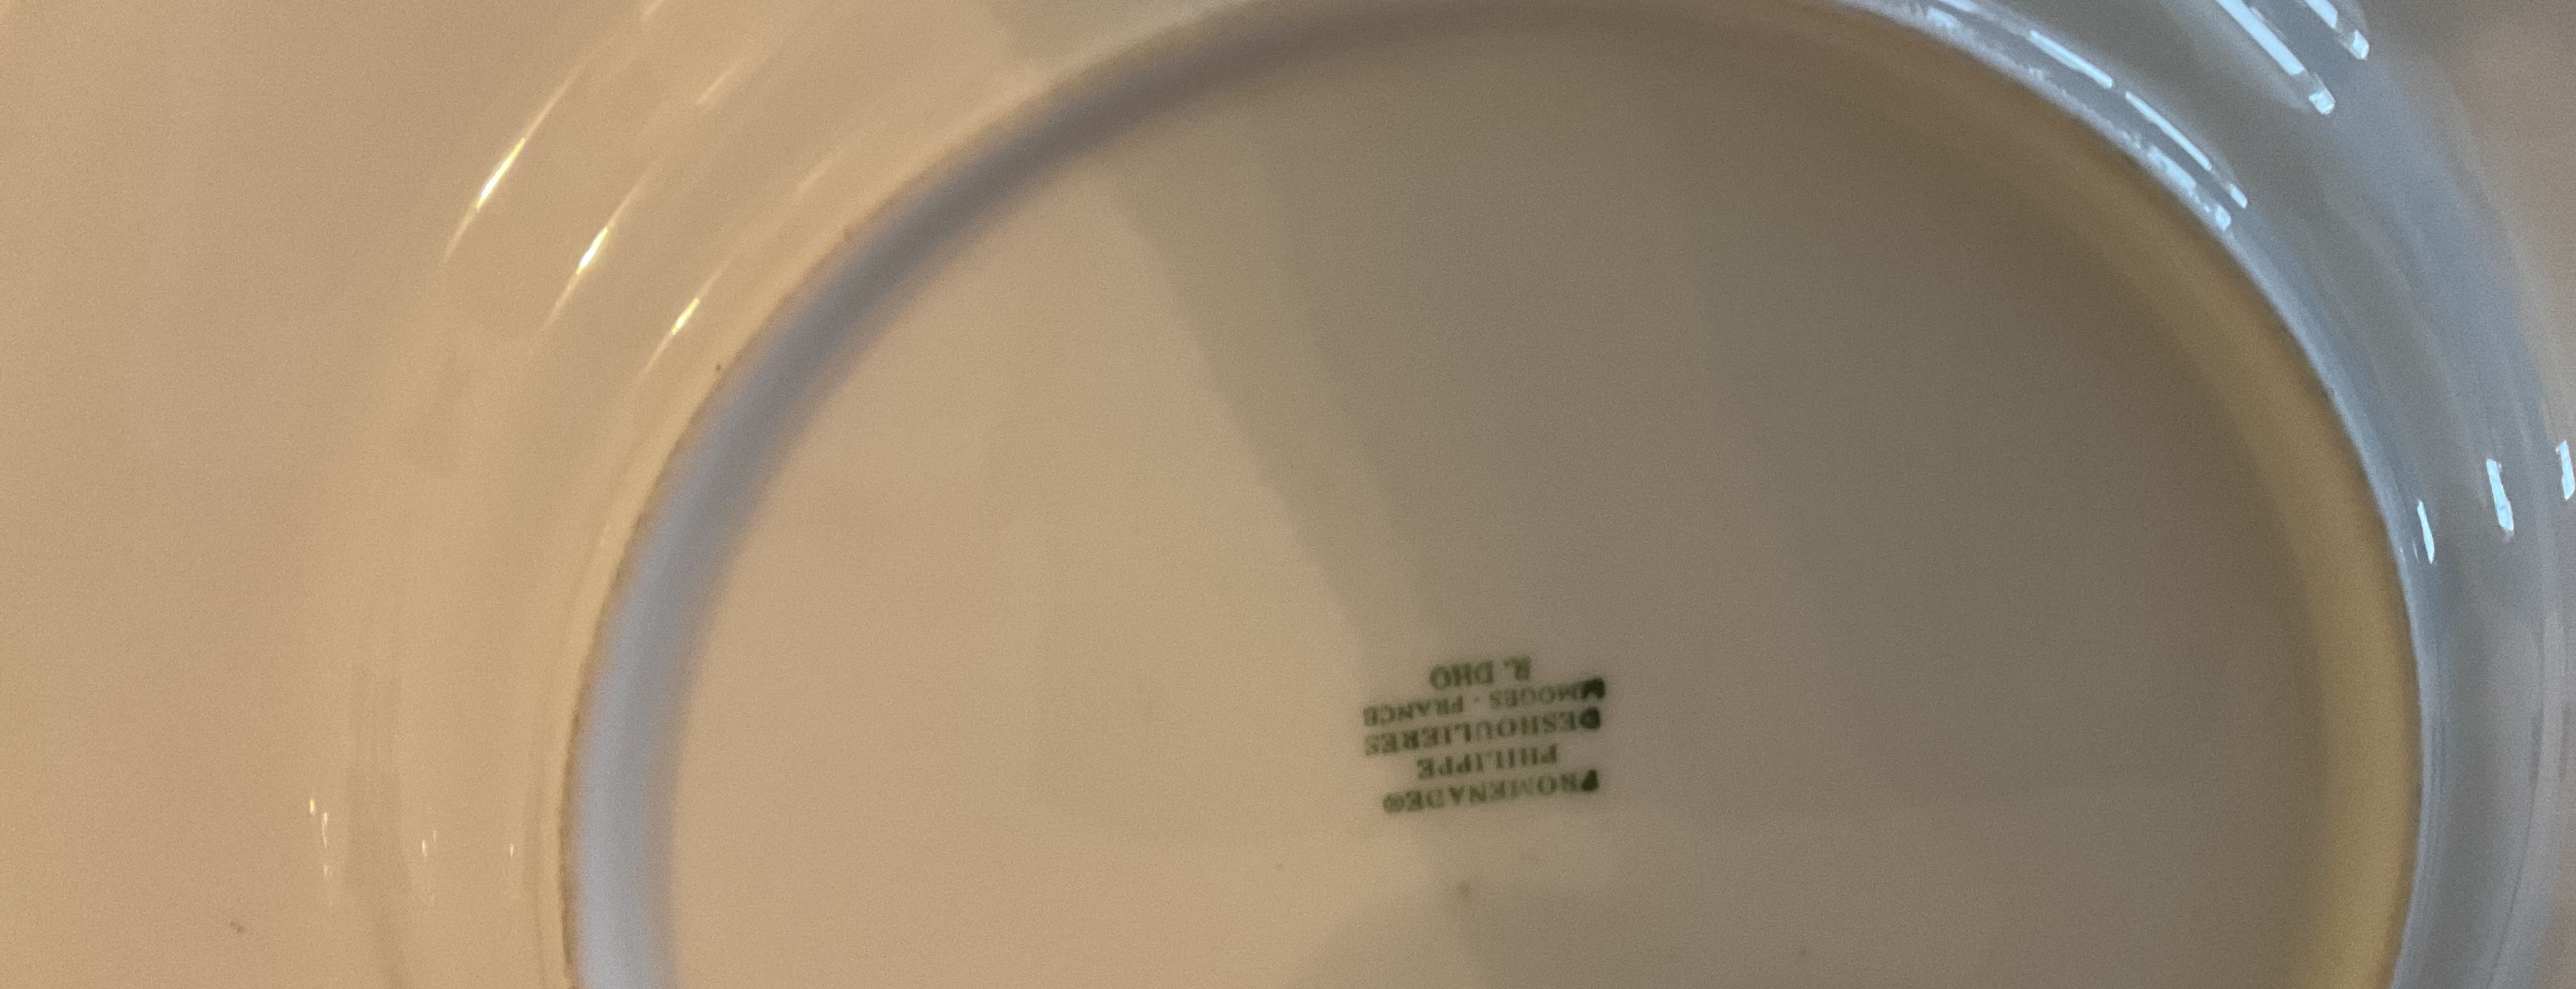 PROMENADE®
PHILIPPE
DESHOULIERES
LIMOGES - FRANCE
R. DHO